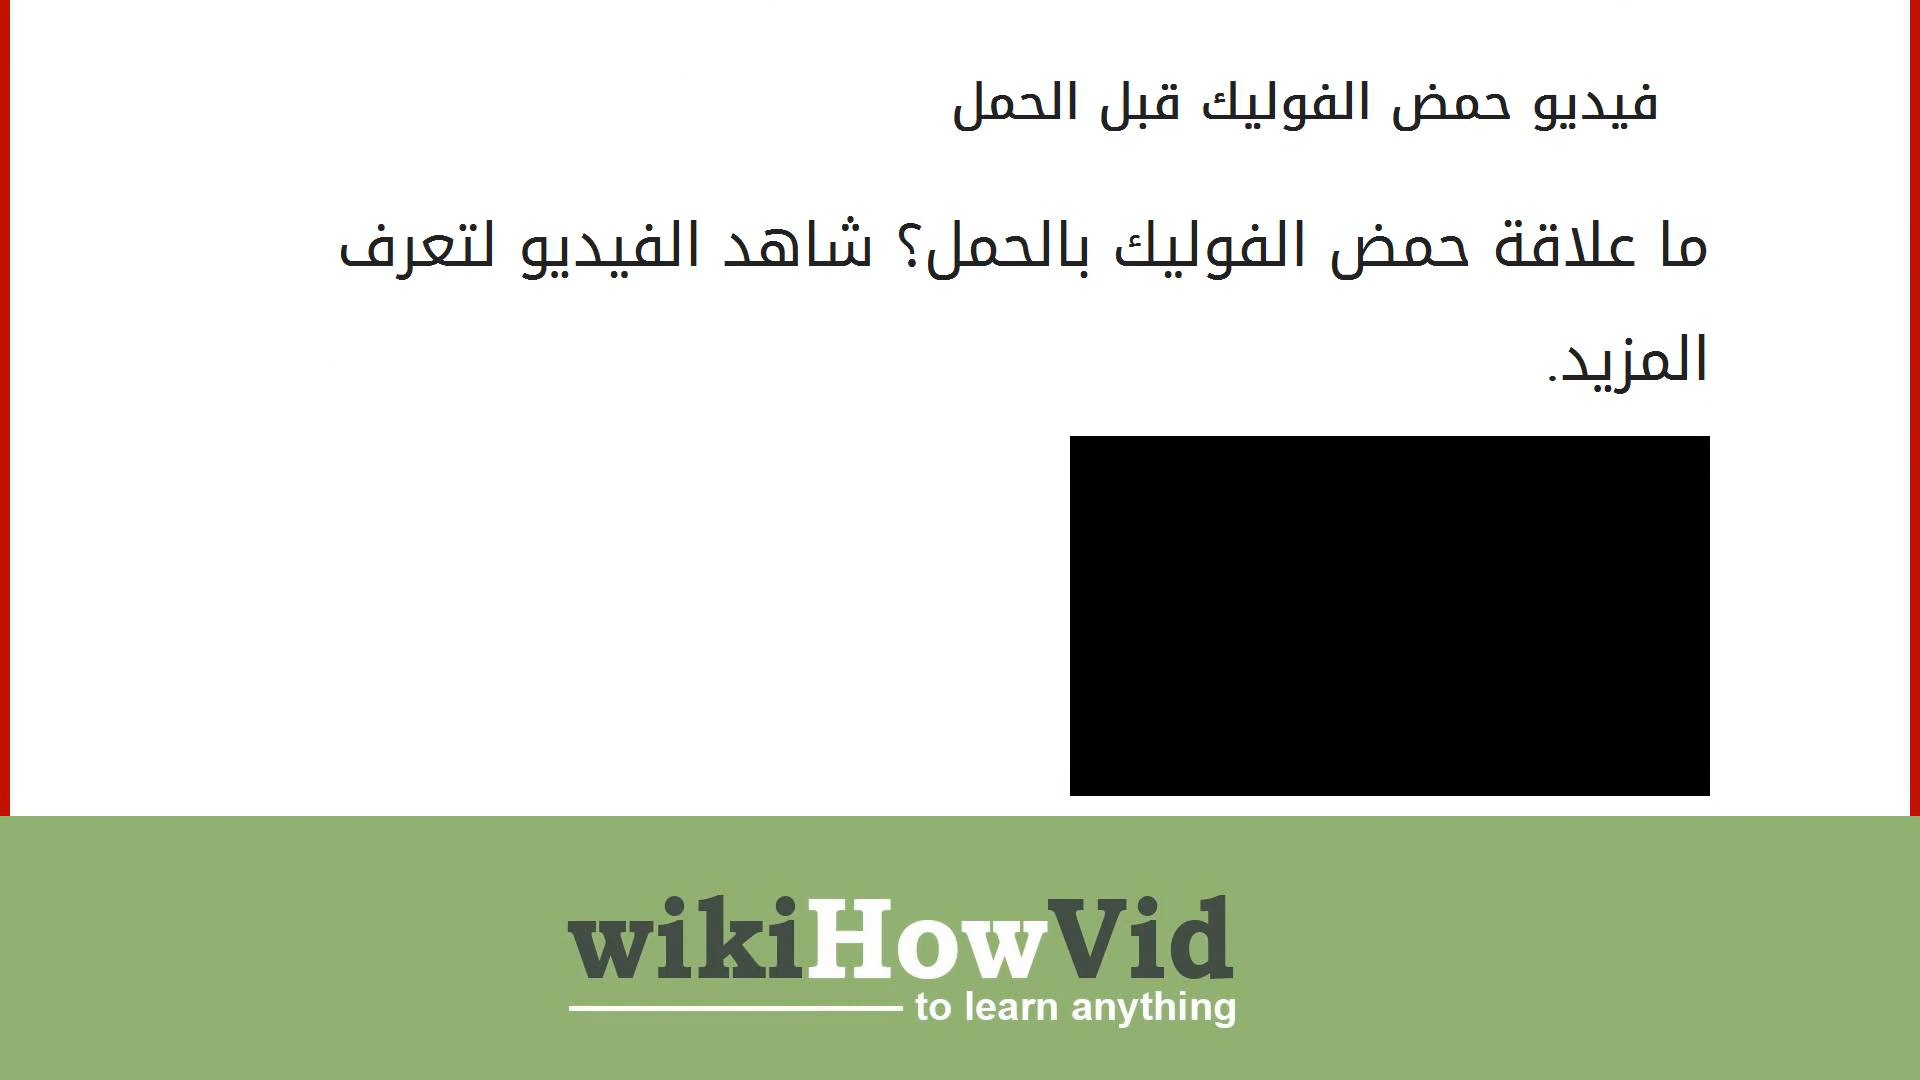 فيديو حمض الفوليك قبل الحمل
ما علاقة حمض الفوليك بالحمل؟ شاهد الفيديو لتعرف
المزيد.
wikiHowVid
to learn anything